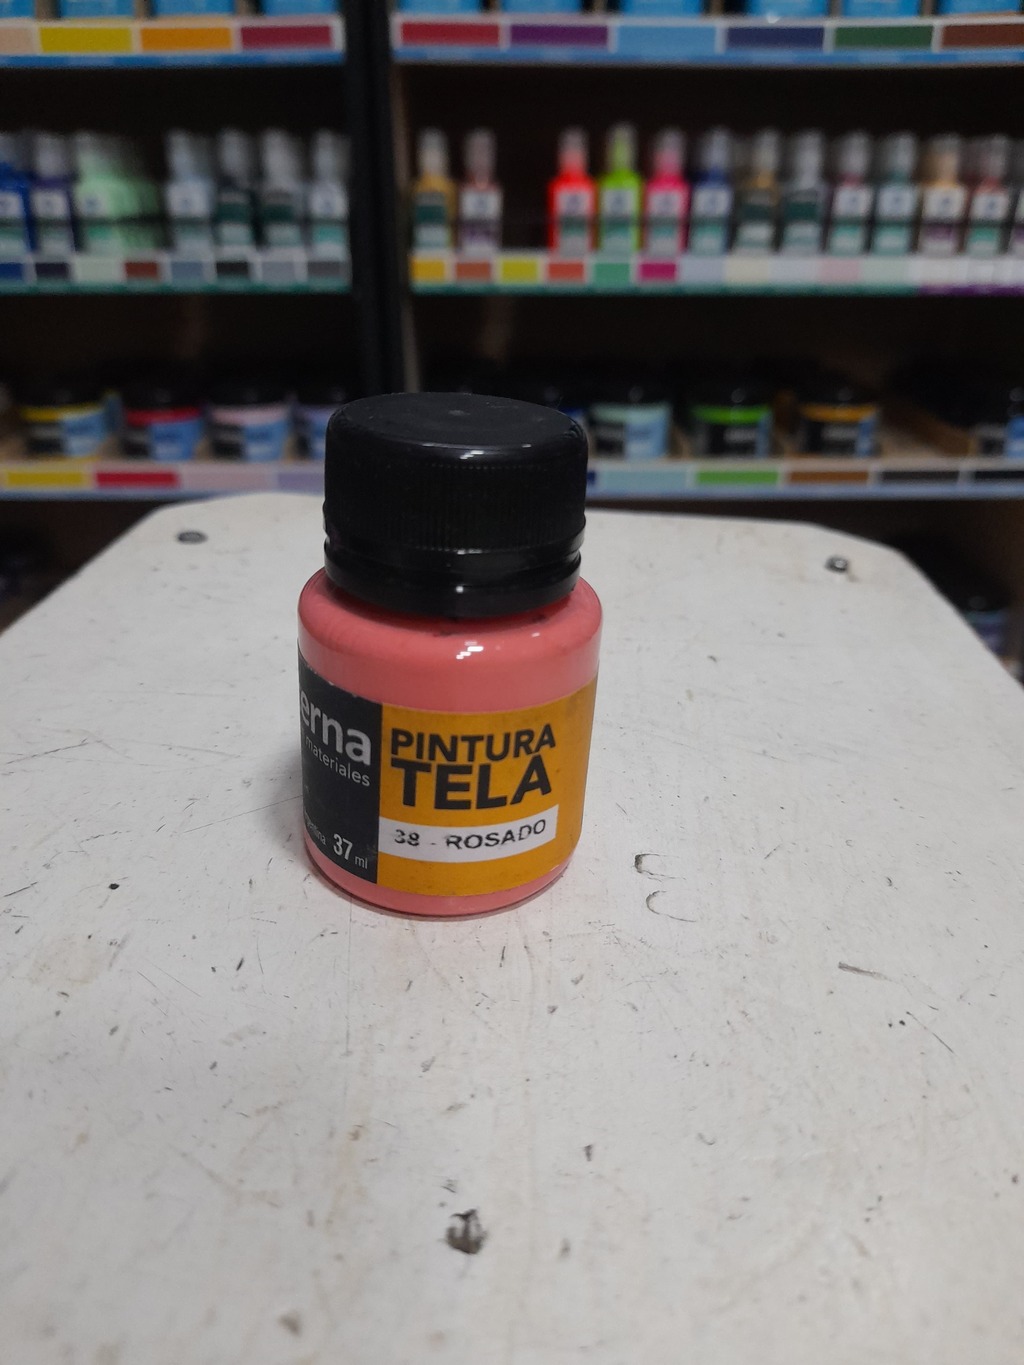 erna
materiales
37 ml
PINTURA
TELA
38 - ROSADO